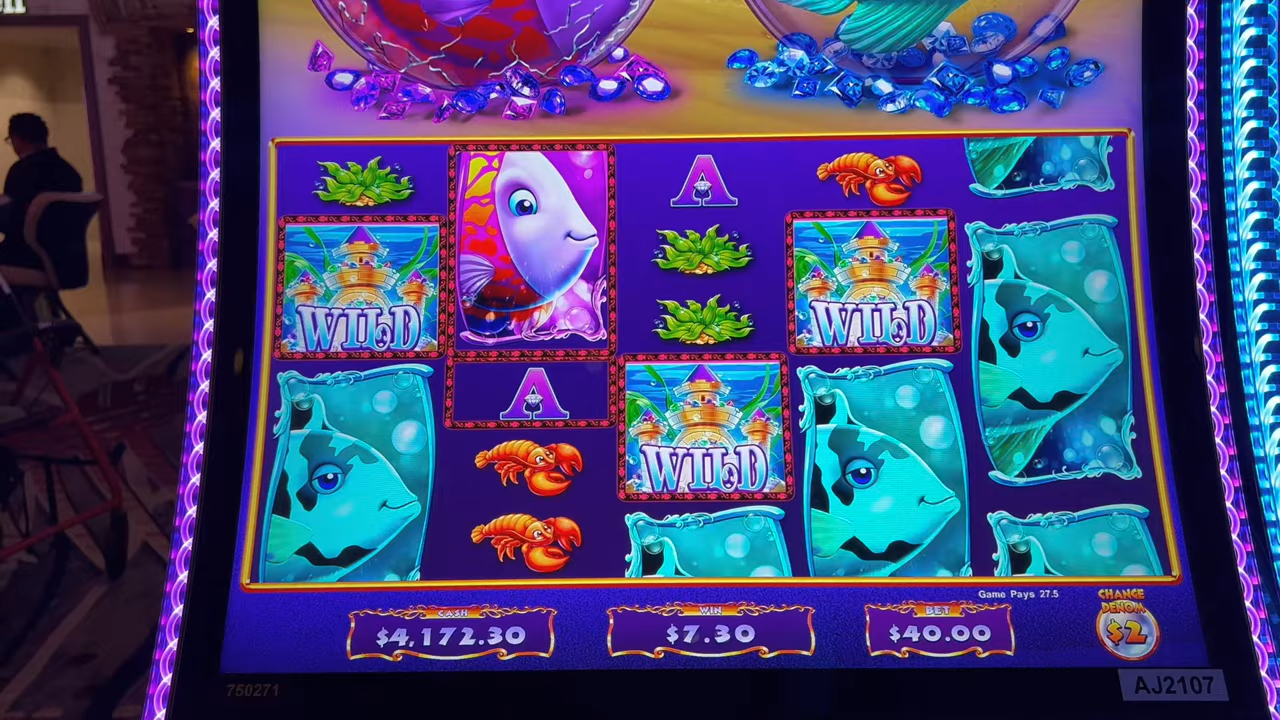 A
WILD
WILD
A
WILD
Game Pays 27.5
CHANGE
DENOM
$2
CASH
$4,172.30
WIN
$7.30
BET
$40.00
750271
AJ2107